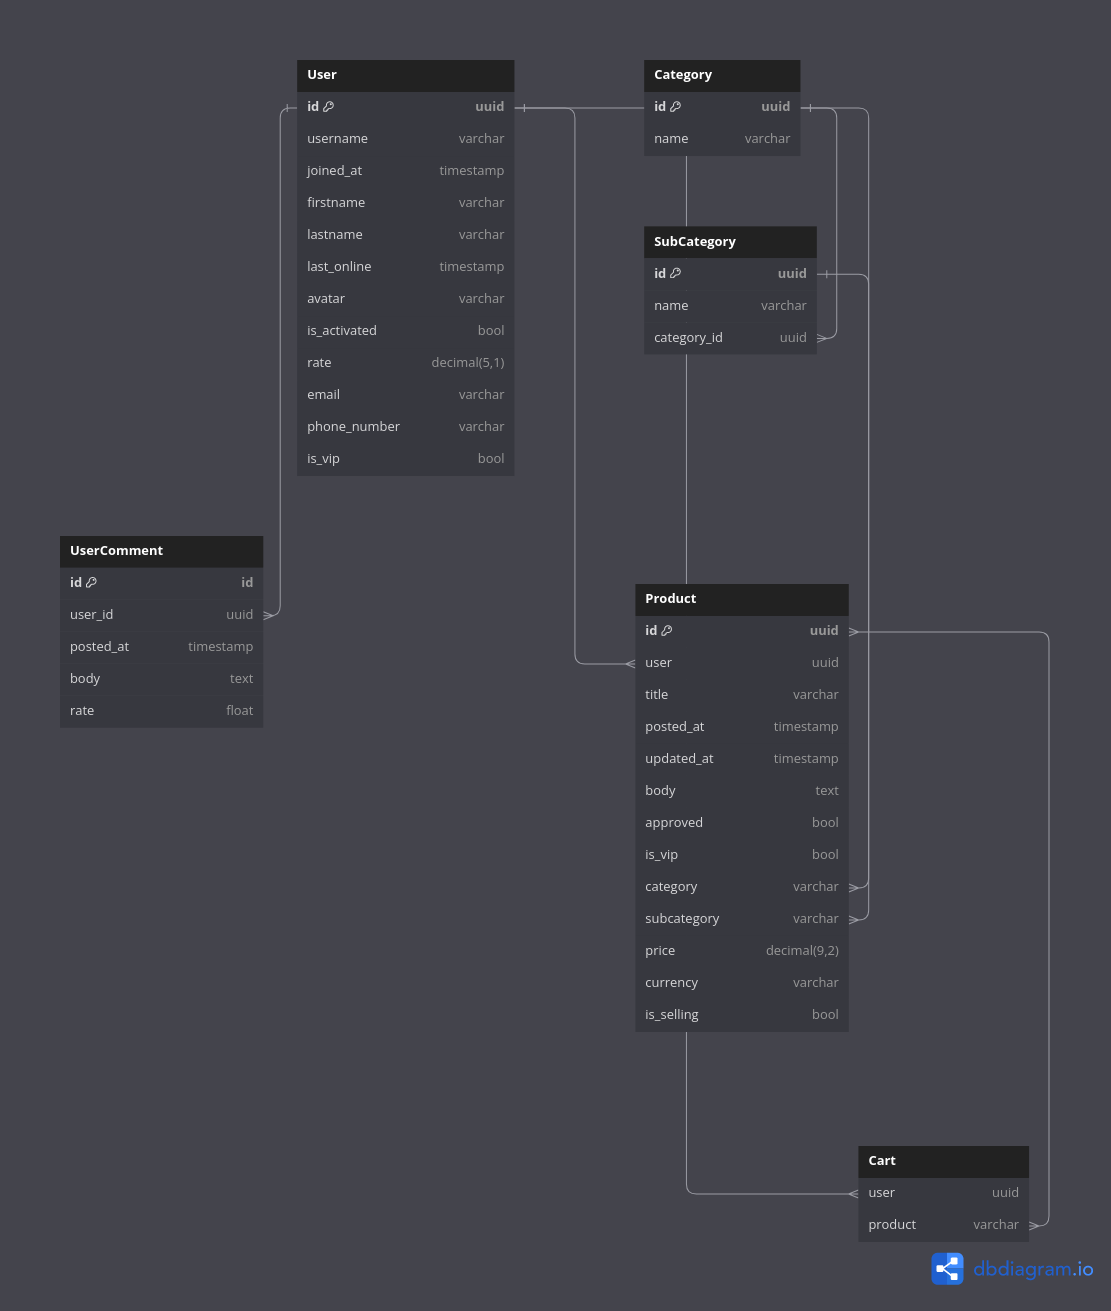 User
id uuid
username varchar
joined_at timestamp
firstname varchar
lastname varchar
last_online timestamp
avatar varchar
is_activated bool
rate decimal(5,1)
email varchar
phone_number varchar
is_vip bool
Category
id uuid
name varchar
SubCategory
id uuid
name varchar
category_id uuid
UserComment
id id
user_id uuid
posted_at timestamp
body text
rate float
Product
id uuid
user uuid
title varchar
posted_at timestamp
updated_at timestamp
body text
approved bool
is_vip bool
category varchar
subcategory varchar
price decimal(9,2)
currency varchar
is_selling bool
Cart
user uuid
product varchar
dbdiagram.io